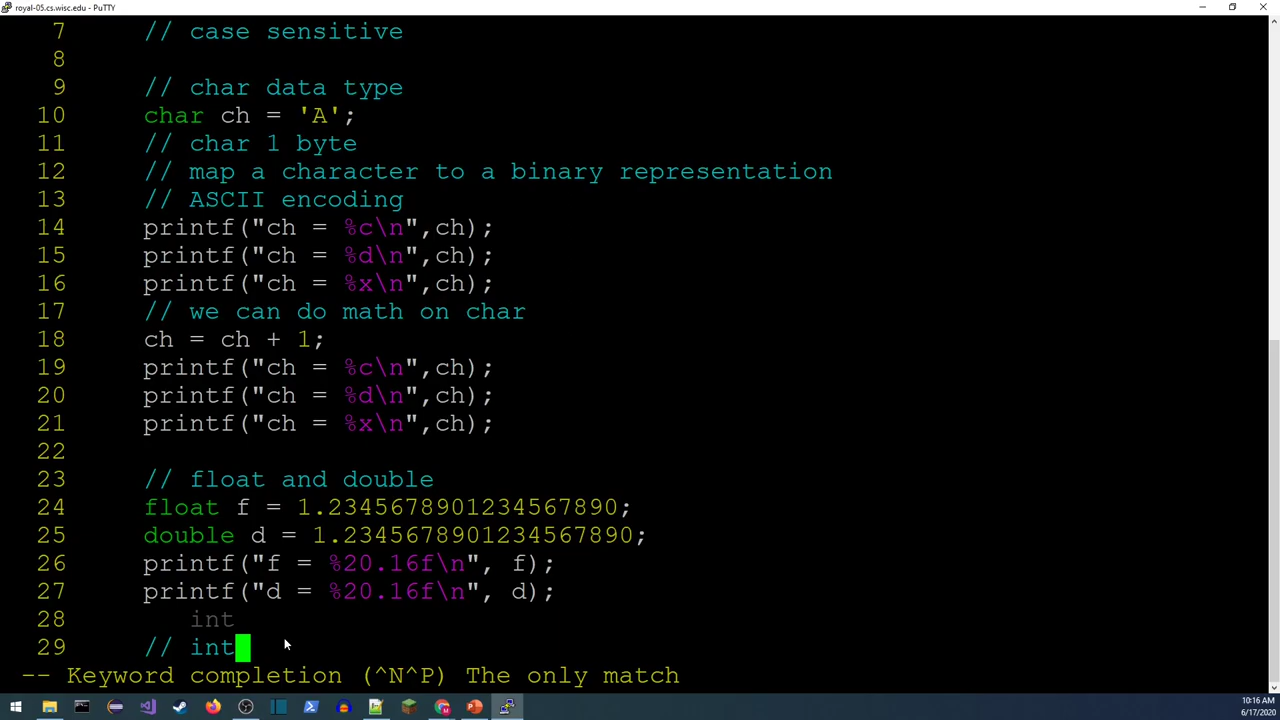 royal-05.cs.wisc.edu - PuTTY
7 // case sensitive
8
9 // char data type
10 char ch = 'A';
11 // char 1 byte
12 // map a character to a binary representation
13 // ASCII encoding
14 printf("ch = %c\n",ch);
15 printf("ch = %d\n",ch);
16 printf("ch = %x\n",ch);
17 // we can do math on char
18 ch = ch + 1;
19 printf("ch = %c\n",ch);
20 printf("ch = %d\n",ch);
21 printf("ch = %x\n",ch);
22
23 // float and double
24 float f = 1.2345678901234567890;
25 double d = 1.2345678901234567890;
26 printf("f = %20.16f\n", f);
27 printf("d = %20.16f\n", d);
28 int
29 // int
-- Keyword completion (^N^P) The only match
10:16 AM
6/17/2020